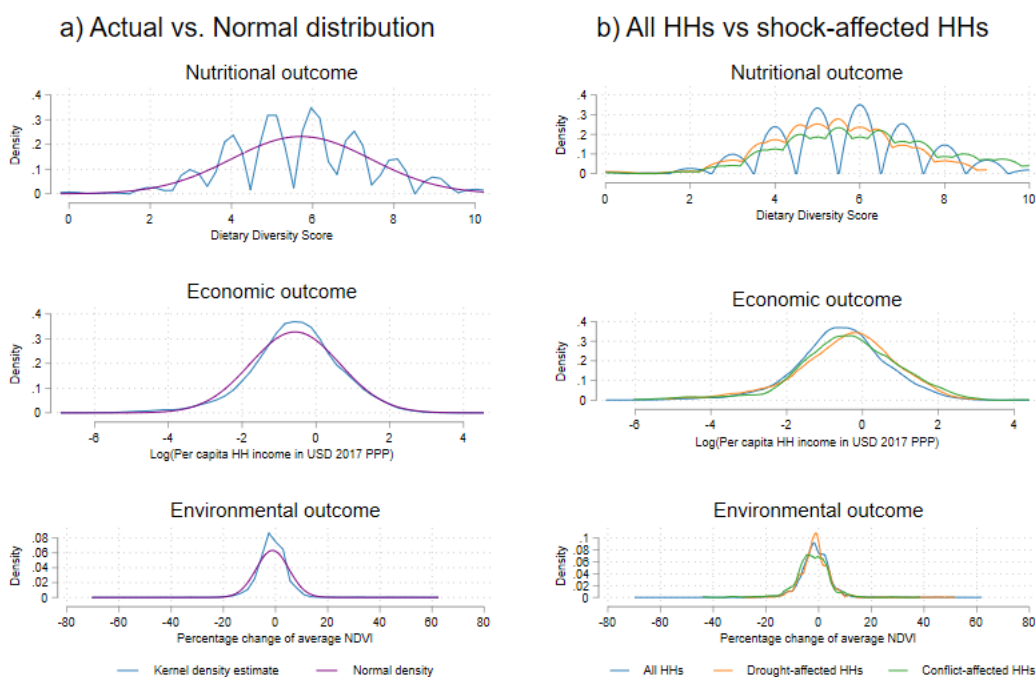 a) Actual vs. Normal distribution
Nutritional outcome
Density
.4
.3
.2
.1
0
0 2 4 6 8 10
Dietary Diversity Score
Economic outcome
Density
.4
.3
.2
.1
0
-6 -4 -2 0 2 4
Log(Per capita HH income in USD 2017 PPP)
Environmental outcome
Density
.08
.06
.04
.02
0
-80 -60 -40 -20 0 20 40 60 80
Percentage change of average NDVI
Kernel density estimate Normal density
b) All HHs vs shock-affected HHs
Nutritional outcome
Density
.4
.3
.2
.1
0
0 2 4 6 8 10
Dietary Diversity Score
Economic outcome
Density
.4
.3
.2
.1
0
-6 -4 -2 0 2 4
Log(Per capita HH income in USD 2017 PPP)
Environmental outcome
Density
.1
.08
.06
.04
.02
0
-80 -60 -40 -20 0 20 40 60 80
Percentage change of average NDVI
All HHs Drought-affected HHs Conflict-affected HHs